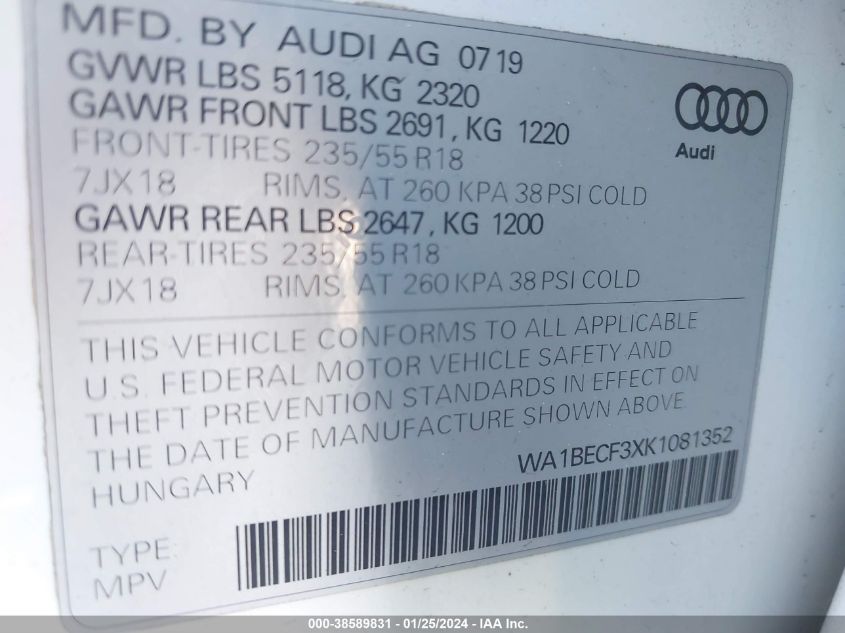 MFD. BY AUDI AG 0719
GVWR LBS 5118, KG 2320
GAWR FRONT LBS 2691, KG 1220
FRONT-TIRES 235/55 R18
7JX18 RIMS, AT 260 KPA 38 PSI COLD
GAWR REAR LBS 2647, KG 1200
REAR-TIRES 235/55 R18
7JX18 RIMS, AT 260 KPA 38 PSI COLD
Audi
THIS VEHICLE CONFORMS TO ALL APPLICABLE
U.S. FEDERAL MOTOR VEHICLE SAFETY AND
THEFT PREVENTION STANDARDS IN EFFECT ON
THE DATE OF MANUFACTURE SHOWN ABOVE.
HUNGARY
WA1BECF3XK1081352
TYPE:
MPV
000-38589831 - 01/25/2024 - IAA Inc.